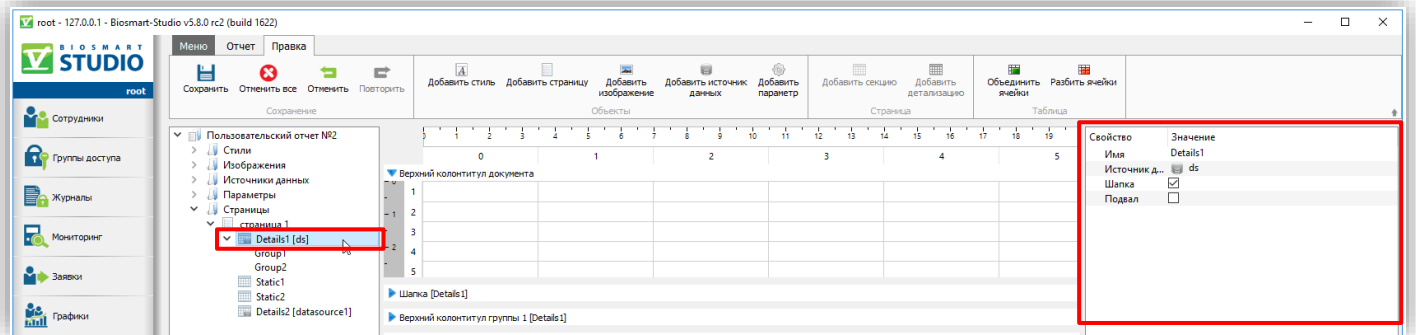 root - 127.0.0.1 - Biosmart-Studio v5.8.0 rc2 (build 1622)
BIOSMART
STUDIO
root
Сотрудники
Группы доступа
Журналы
Мониторинг
Заявки
Графики
Меню Отчет Правка
Сохранить Отменить все Отменить Повторить
Сохранение
Добавить стиль Добавить страницу Добавить изображение Добавить источник данных Добавить параметр
Объекты
Добавить секцию Добавить детализацию
Страница
Объединить ячейки Разбить ячейки
Таблица
Пользовательский отчет №2
Стили
Изображения
Источники данных
Параметры
Страницы
страница 1
Details1 [ds]
Group1
Group2
Static1
Static2
Details2 [datasource1]
1 2 3 4 5 6 7 8 9 10 11 12 13 14 15 16 17 18 19
0 1 2 3 4 5
Верхний колонтитул документа
1
2
3
4
5
1
2
Шапка [Details1]
Верхний колонтитул группы 1 [Details1]
Свойство Значение
Имя Details1
Источник д... ds
Шапка
Подвал